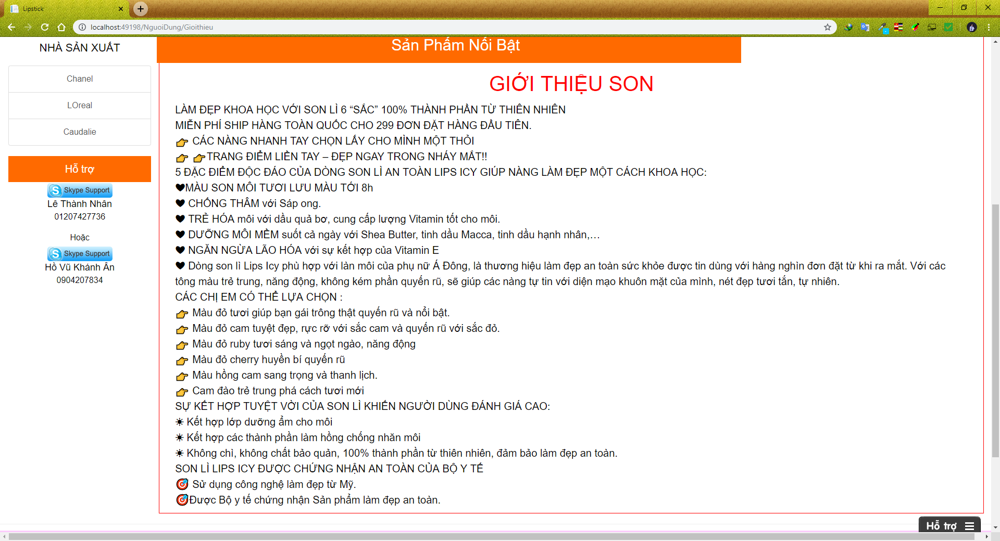 Lipstick
localhost:49198/NguoiDung/Gioithieu
NHÀ SẢN XUẤT
Chanel
LOreal
Caudalie
Hỗ trợ
Skype Support
Lê Thành Nhân
01207427736
Hoặc
Skype Support
Hồ Vũ Khánh Ân
0904207834
Sản Phẩm Nổi Bật
GIỚI THIỆU SON
LÀM ĐẸP KHOA HỌC VỚI SON LÌ 6 “SẮC” 100% THÀNH PHẦN TỪ THIÊN NHIÊN
MIỄN PHÍ SHIP HÀNG TOÀN QUỐC CHO 299 ĐƠN ĐẶT HÀNG ĐẦU TIÊN.
👉 CÁC NÀNG NHANH TAY CHỌN LẤY CHO MÌNH MỘT THỎI
👉 👉TRANG ĐIỂM LIỀN TAY – ĐẸP NGAY TRONG NHÁY MẮT!!
5 ĐẶC ĐIỂM ĐỘC ĐÁO CỦA DÒNG SON LÌ AN TOÀN LIPS ICY GIÚP NÀNG LÀM ĐẸP MỘT CÁCH KHOA HỌC:
♥MÀU SON MÔI TƯƠI LƯU MÀU TỚI 8h
♥ CHỐNG THÂM với Sáp ong.
♥ TRẺ HÓA môi với dầu quả bơ, cung cấp lượng Vitamin tốt cho môi.
♥ DƯỠNG MÔI MỀM suốt cả ngày với Shea Butter, tinh dầu Macca, tinh dầu hạnh nhân,…
♥ NGĂN NGỪA LÃO HÓA với sự kết hợp của Vitamin E
♥ Dòng son lì Lips Icy phù hợp với làn môi của phụ nữ Á Đông, là thương hiệu làm đẹp an toàn sức khỏe được tin dùng với hàng nghìn đơn đặt từ khi ra mắt. Với các
tông màu trẻ trung, năng động, không kém phần quyến rũ, sẽ giúp các nàng tự tin với diện mạo khuôn mặt của mình, nét đẹp tươi tắn, tự nhiên.
CÁC CHỊ EM CÓ THỂ LỰA CHỌN :
👉 Màu đỏ tươi giúp bạn gái trông thật quyến rũ và nổi bật.
👉 Màu đỏ cam tuyệt đẹp, rực rỡ với sắc cam và quyến rũ với sắc đỏ.
👉 Màu đỏ ruby tươi sáng và ngọt ngào, năng động
👉 Màu đỏ cherry huyền bí quyến rũ
👉 Màu hồng cam sang trọng và thanh lịch.
👉 Cam đào trẻ trung phá cách tươi mới
SỰ KẾT HỢP TUYỆT VỜI CỦA SON LÌ KHIẾN NGƯỜI DÙNG ĐÁNH GIÁ CAO:
☀ Kết hợp lớp dưỡng ẩm cho môi
☀ Kết hợp các thành phần làm hồng chống nhăn môi
☀ Không chì, không chất bảo quản, 100% thành phần từ thiên nhiên, đảm bảo làm đẹp an toàn.
SON LÌ LIPS ICY ĐƯỢC CHỨNG NHẬN AN TOÀN CỦA BỘ Y TẾ
🎯 Sử dụng công nghệ làm đẹp từ Mỹ.
🎯Được Bộ y tế chứng nhận Sản phẩm làm đẹp an toàn.
Hỗ trợ